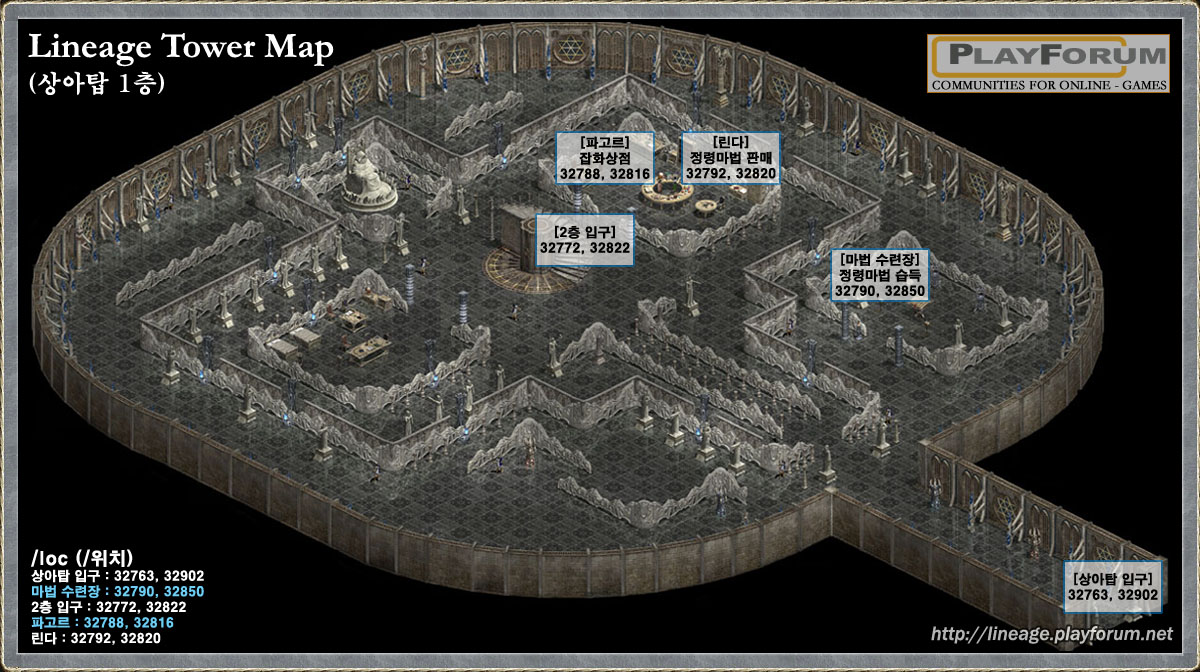 Lineage Tower Map
(상아탑 1층)
PLAYFORUM
COMMUNITIES FOR ONLINE - GAMES
[파고르]
잡화상점
32788, 32816
[린다]
정령마법 판매
32792, 32820
[2층 입구]
32772, 32822
[마법 수련장]
정령마법 습득
32790, 32850
[상아탑 입구]
32763, 32902
/loc (/위치)
상아탑 입구 : 32763, 32902
마법 수련장 : 32790, 32850
2층 입구 : 32772, 32822
파고르 : 32788, 32816
린다 : 32792, 32820
http://lineage.playforum.net